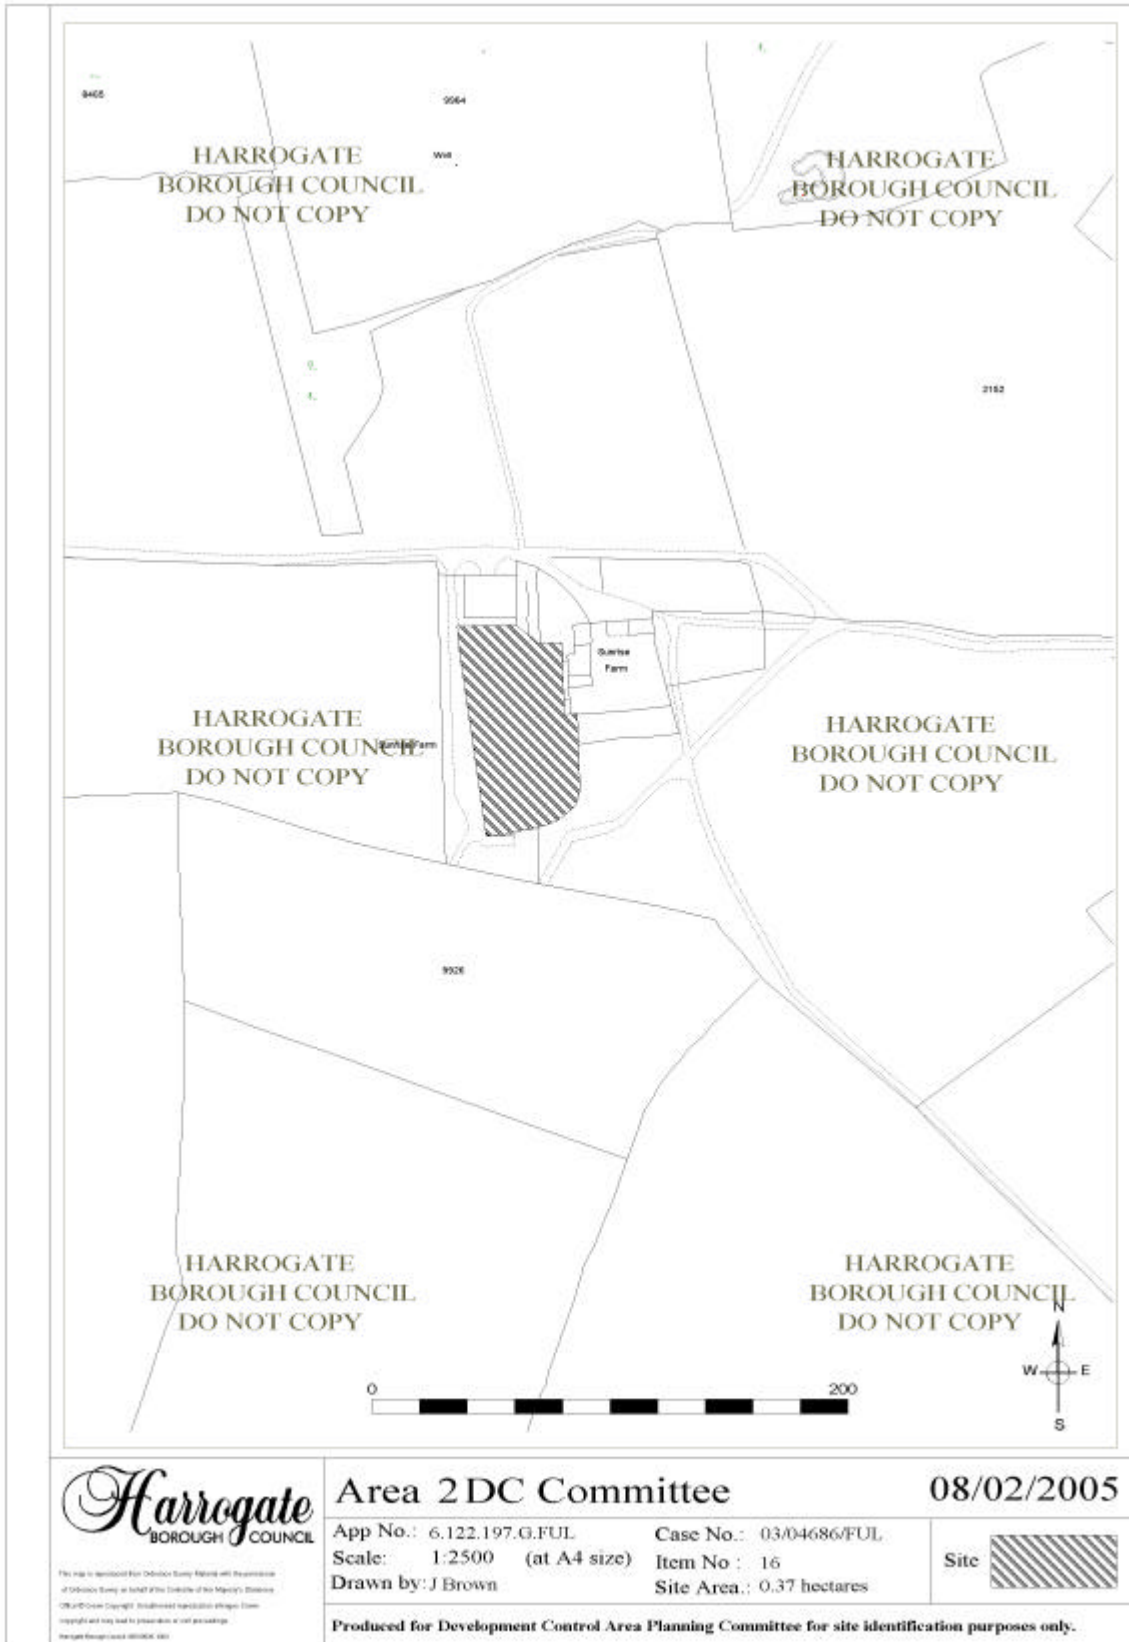 8465
9964
Well
HARROGATE
BOROUGH COUNCIL
DO NOT COPY
HARROGATE
BOROUGH COUNCIL
DO NOT COPY
2152
Sunrise
Farm
HARROGATE
BOROUGH COUNCIL
DO NOT COPY
Sunrise Farm
HARROGATE
BOROUGH COUNCIL
DO NOT COPY
9926
HARROGATE
BOROUGH COUNCIL
DO NOT COPY
HARROGATE
BOROUGH COUNCIL
DO NOT COPY
N
W E
S
0 200
Harrogate
BOROUGH COUNCIL
Area 2 DC Committee
08/02/2005
App No.: 6.122.197.G.FUL
Case No.: 03/04686/FUL
Scale: 1:2500 (at A4 size)
Item No : 16
Drawn by: J Brown
Site Area.: 0.37 hectares
Site
Produced for Development Control Area Planning Committee for site identification purposes only.